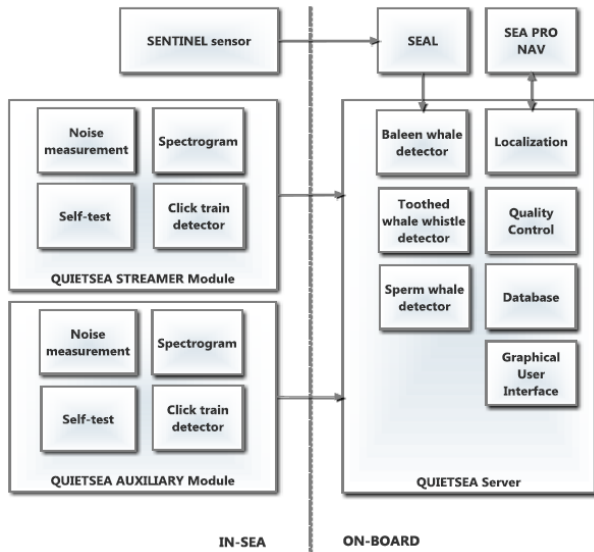 SENTINEL sensor
SEAL
SEA PRO
NAV
Noise
measurement
Spectrogram
Self-test
Click train
detector
QUIETSEA STREAMER Module
Noise
measurement
Spectrogram
Self-test
Click train
detector
QUIETSEA AUXILIARY Module
Baleen whale
detector
Localization
Toothed
whale whistle
detector
Quality
Control
Sperm whale
detector
Database
Graphical
User
Interface
QUIETSEA Server
IN-SEA
ON-BOARD